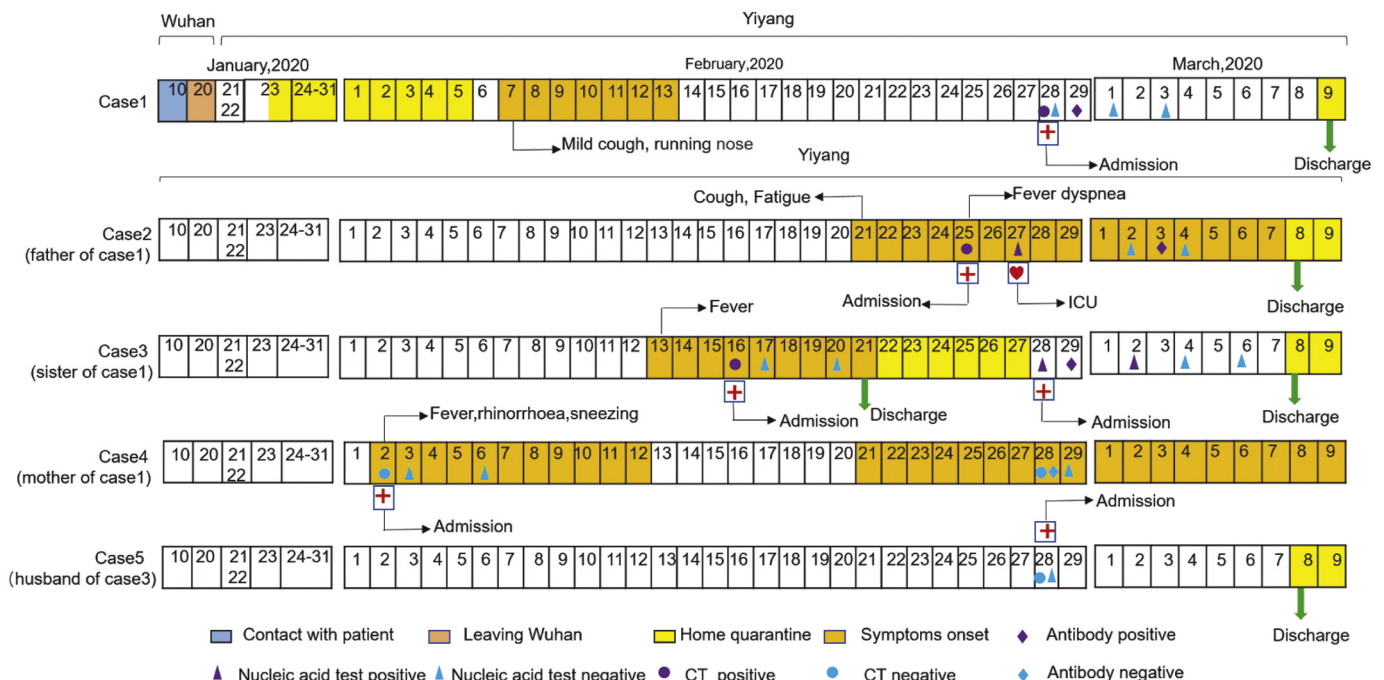 Wuhan Yiyang
January,2020 February,2020 March,2020
Case1 10 20 21 22 23 24-31 1 2 3 4 5 6 7 8 9 10 11 12 13 14 15 16 17 18 19 20 21 22 23 24 25 26 27 28 29 1 2 3 4 5 6 7 8 9
Mild cough, running nose Admission Discharge
Yiyang
Cough, Fatigue Fever dyspnea
Case2 10 20 21 22 23 24-31 1 2 3 4 5 6 7 8 9 10 11 12 13 14 15 16 17 18 19 20 21 22 23 24 25 26 27 28 29 1 2 3 4 5 6 7 8 9
(father of case1)
Admission ICU Discharge
Fever
Case3 10 20 21 22 23 24-31 1 2 3 4 5 6 7 8 9 10 11 12 13 14 15 16 17 18 19 20 21 22 23 24 25 26 27 28 29 1 2 3 4 5 6 7 8 9
(sister of case1)
Admission Discharge Admission Discharge
Fever,rhinorrhoea,sneezing
Case4 10 20 21 22 23 24-31 1 2 3 4 5 6 7 8 9 10 11 12 13 14 15 16 17 18 19 20 21 22 23 24 25 26 27 28 29 1 2 3 4 5 6 7 8 9
(mother of case1)
Admission Admission
Case5 10 20 21 22 23 24-31 1 2 3 4 5 6 7 8 9 10 11 12 13 14 15 16 17 18 19 20 21 22 23 24 25 26 27 28 29 1 2 3 4 5 6 7 8 9
(husband of case3)
Discharge
Contact with patient Leaving Wuhan Home quarantine Symptoms onset Antibody positive
Nucleic acid test positive Nucleic acid test negative CT positive CT negative Antibody negative